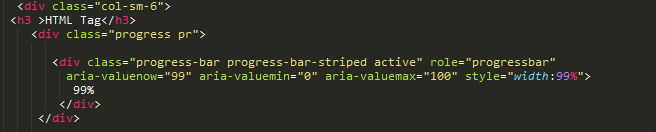 <div class="col-sm-6">
<h3 >HTML Tag</h3>
<div class="progress pr">
<div class="progress-bar progress-bar-striped active" role="progressbar"
aria-valuenow="99" aria-valuemin="0" aria-valuemax="100" style="width:99%">
99%
</div>
</div>